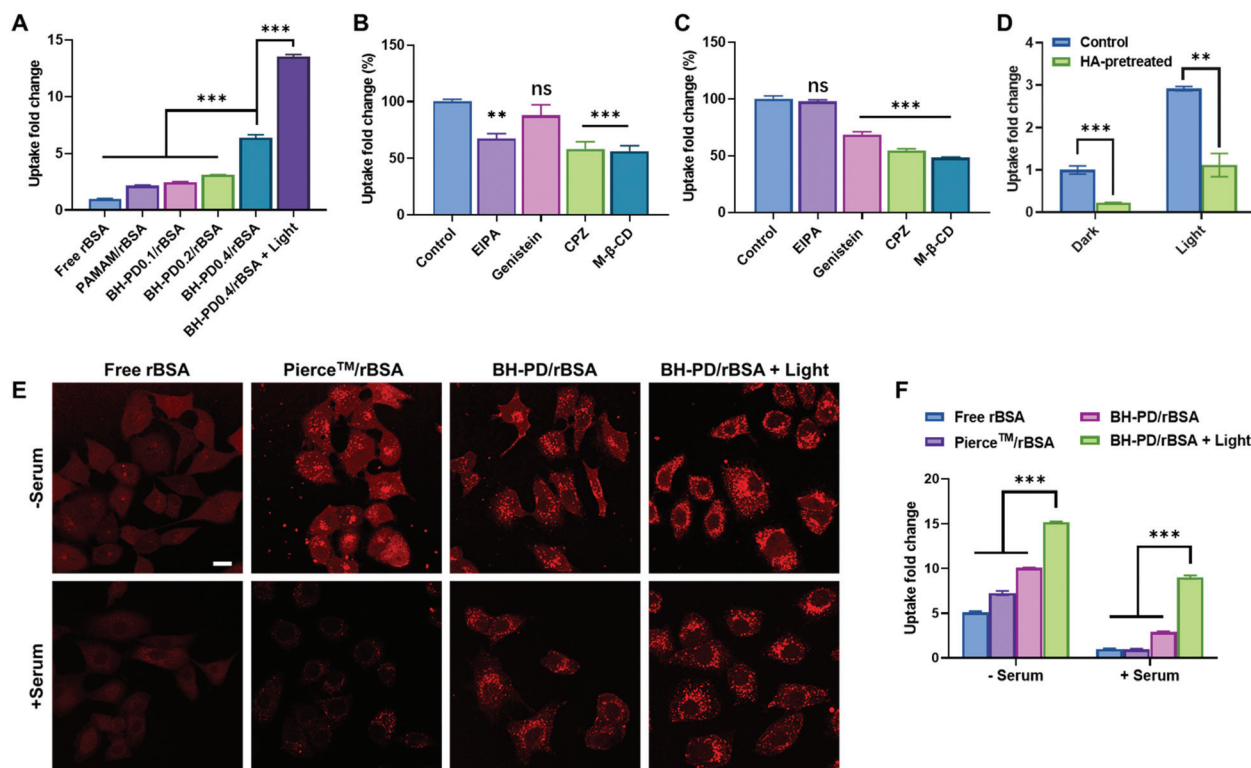 A
Uptake fold change
15
10
5
0
***
***
Free rBSA
PAMAM/rBSA
BH-PD0.1/rBSA
BH-PD0.2/rBSA
BH-PD0.4/rBSA
BH-PD0.4/rBSA + Light
B
Uptake fold change (%)
150
100
50
0
**
ns
***
Control
EIPA
Genistein
CPZ
M-β-CD
C
Uptake fold change (%)
150
100
50
0
ns
***
Control
EIPA
Genistein
CPZ
M-β-CD
D
Control
HA-pretreated
Uptake fold change
4
3
2
1
0
***
**
Dark
Light
E
Free rBSA
Pierce™/rBSA
BH-PD/rBSA
BH-PD/rBSA + Light
-Serum
+Serum
F
Free rBSA
BH-PD/rBSA
Pierce™/rBSA
BH-PD/rBSA + Light
Uptake fold change
20
15
10
5
0
***
***
- Serum
+ Serum